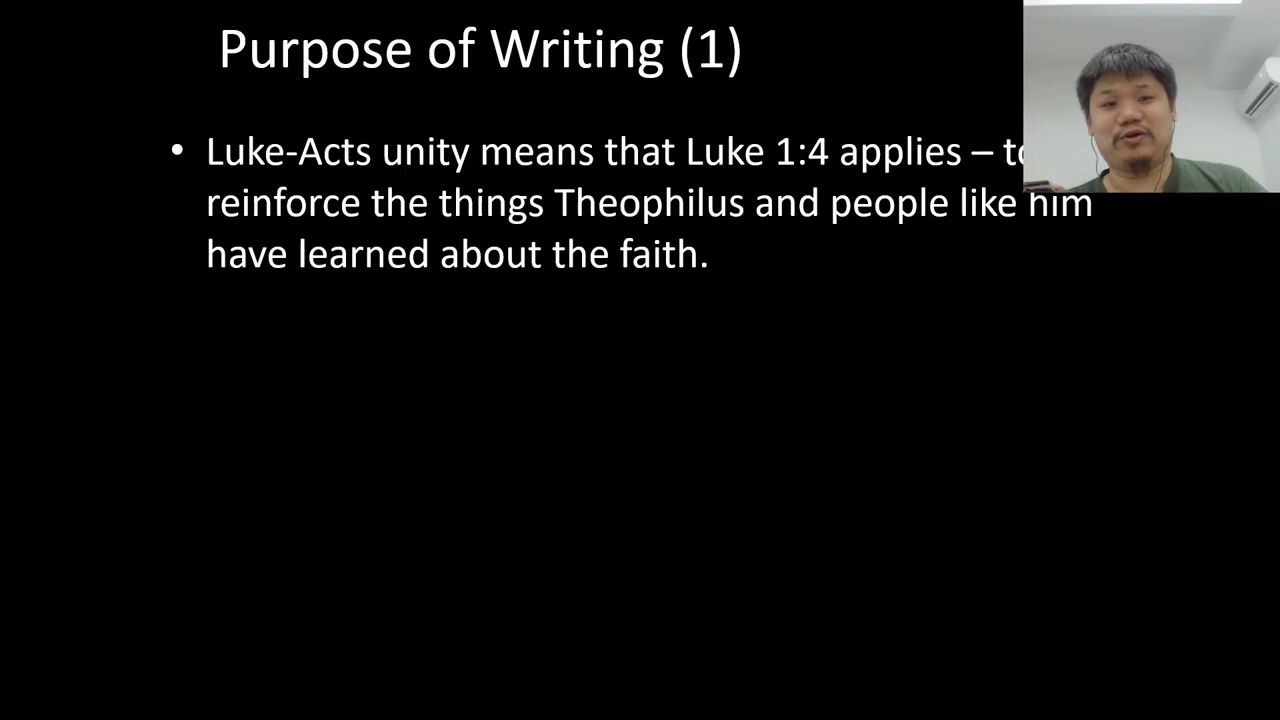 Purpose of Writing (1)
• Luke-Acts unity means that Luke 1:4 applies – to
reinforce the things Theophilus and people like him
have learned about the faith.